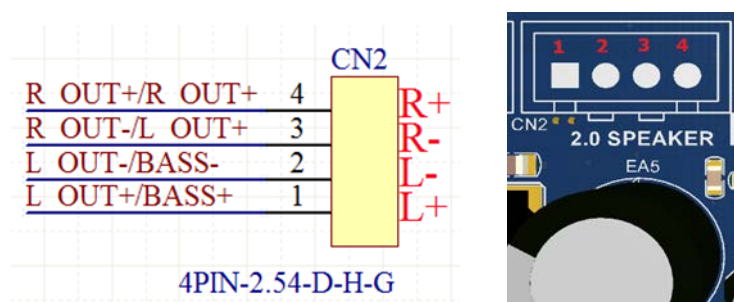 CN2
R OUT+/R OUT+ 4 R+
R OUT-/L OUT+ 3 R-
L OUT-/BASS- 2 L-
L OUT+/BASS+ 1 L+
4PIN-2.54-D-H-G
1 2 3 4
CN2
2.0 SPEAKER
EA5